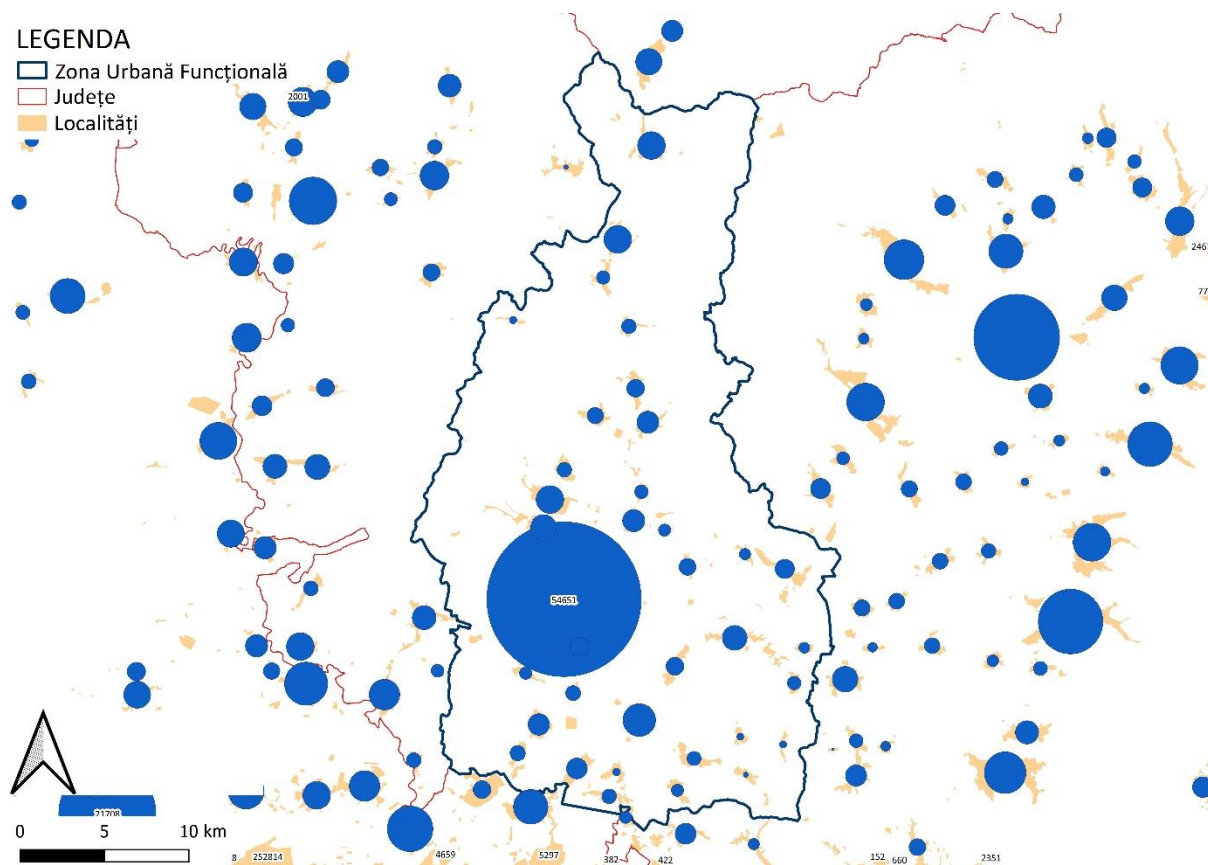 LEGENDA
Zona Urbană Funcțională
Județe
Localități
2001
54651
21708
0 5 10 km
8 252814 4659 5297 382 422 152 660 2351